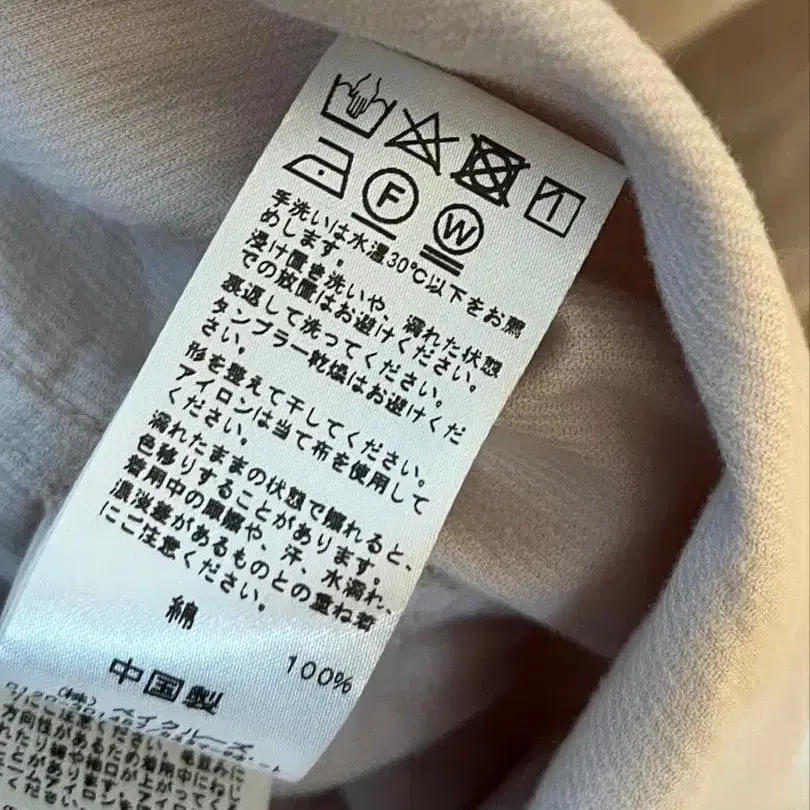 F
W
手洗いは水温30℃以下をお薦
めします。
浸け置き洗いや、濡れた状態
での放置はお避けください。
裏返して洗ってください。
タンブラー乾燥はお避けくだ
さい。
形を整えて干してください。
アイロンは当て布を使用して
ください。
濡れたままの状態で擦れると、
色移りすることがあります。
着用中の摩擦や、汗、水濡れ、
濃淡差があるものとの重ね着
にご注意ください。
綿 100%
中国製
(株) ベイクルーズ